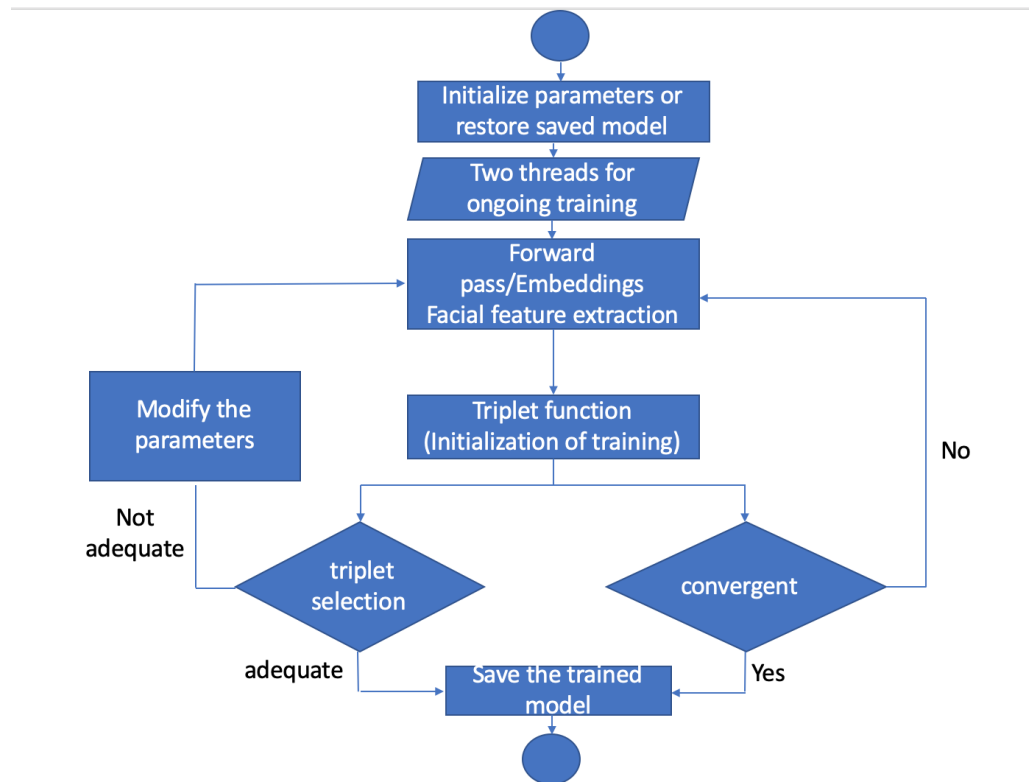 Initialize parameters or
restore saved model
Two threads for
ongoing training
Forward
pass/Embeddings
Facial feature extraction
Modify the
parameters
Triplet function
(Initialization of training)
No
Not
adequate
triplet
selection
convergent
adequate
Save the trained
model
Yes